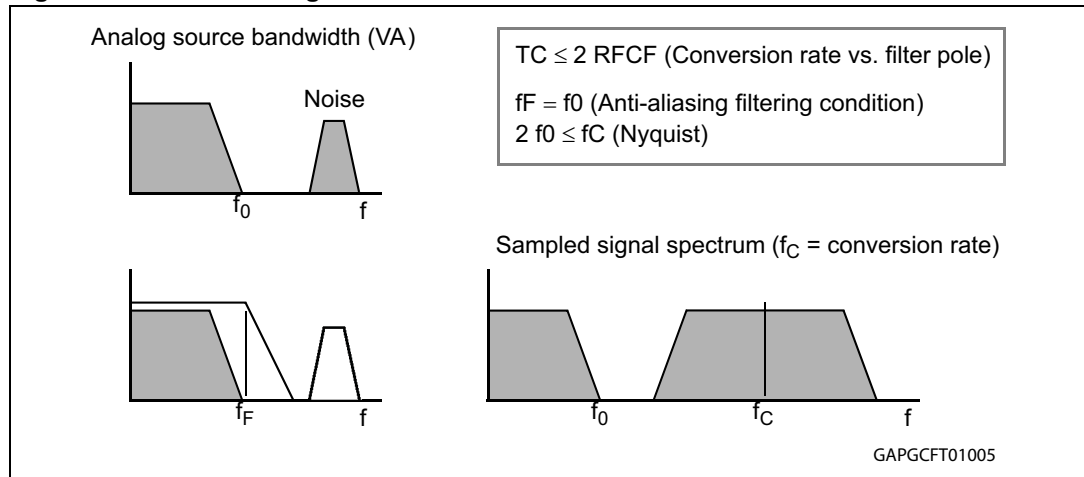 Analog source bandwidth (VA)
Noise
f0
f
TC ≤ 2 RFCF (Conversion rate vs. filter pole)
fF = f0 (Anti-aliasing filtering condition)
2 f0 ≤ fC (Nyquist)
fF
f
Sampled signal spectrum (fC = conversion rate)
f0
fC
f
GAPGCFT01005